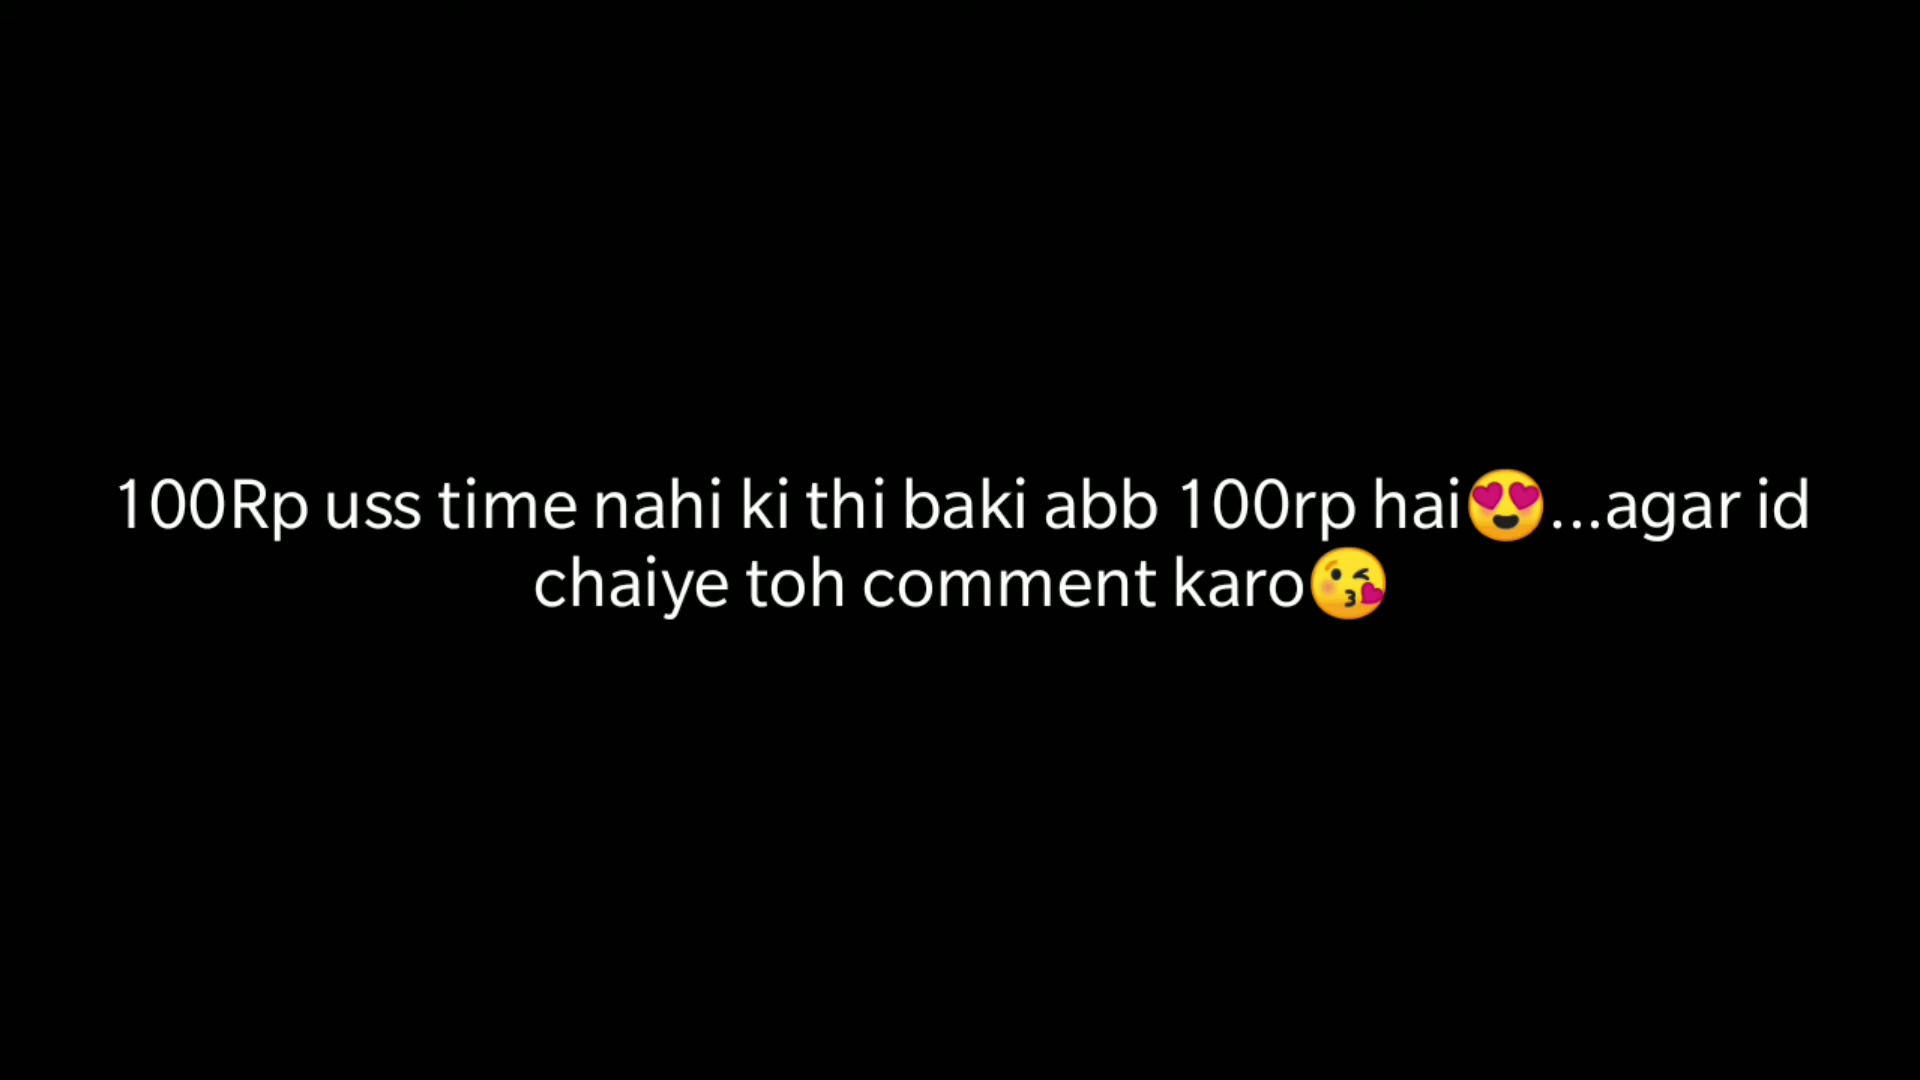 100Rp uss time nahi ki thi baki abb 100rp hai😍...agar id
chaiye toh comment karo😘